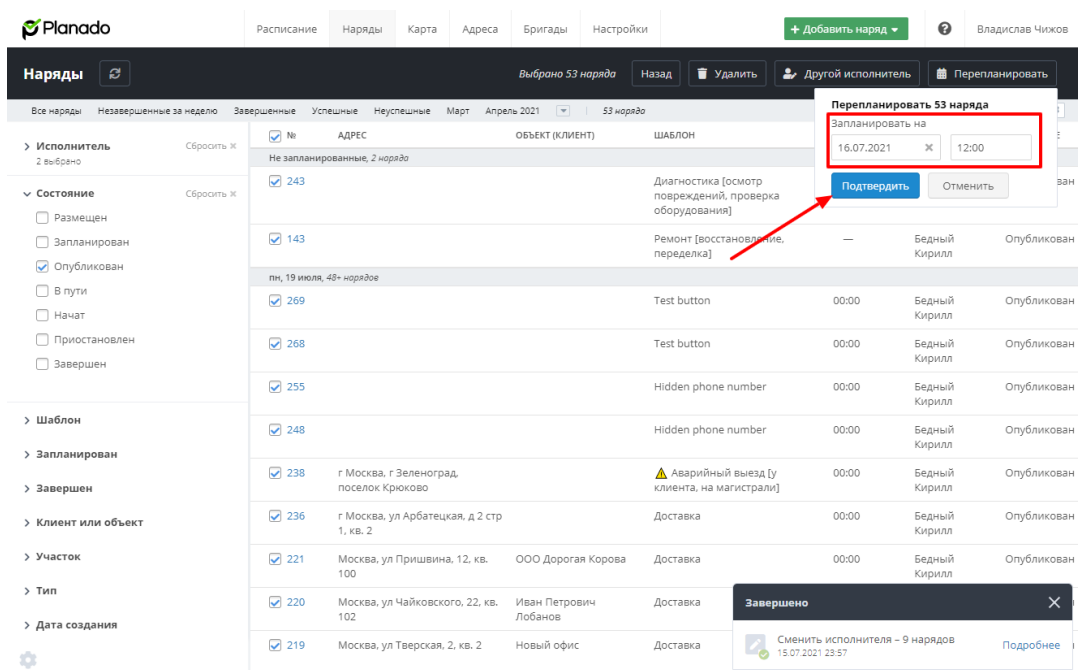 Planado
Расписание Наряды Карта Адреса Бригады Настройки + Добавить наряд Владислав Чижов
Наряды Выбрано 53 наряда Назад Удалить Другой исполнитель Перепланировать
Все наряды Незавершенные за неделю Завершенные Успешные Неуспешные Март Апрель 2021 53 наряда
Перепланировать 53 наряда
Запланировать на
16.07.2021 12:00
Подтвердить Отменить
Исполнитель Сбросить
2 выбрано
Состояние Сбросить
Размещен
Запланирован
Опубликован
В пути
Начат
Приостановлен
Завершен
Шаблон
Запланирован
Завершен
Клиент или объект
Участок
Тип
Дата создания
№ АДРЕС ОБЪЕКТ (КЛИЕНТ) ШАБЛОН
Не запланированные, 2 наряда
243 Диагностика [осмотр
повреждений, проверка
оборудования]
143 Ремонт [восстановление, — Бедный Опубликован
переделка] Кирилл
пн, 19 июля, 48+ нарядов
269 Test button 00:00 Бедный Опубликован
Кирилл
268 Test button 00:00 Бедный Опубликован
Кирилл
255 Hidden phone number 00:00 Бедный Опубликован
Кирилл
248 Hidden phone number 00:00 Бедный Опубликован
Кирилл
238 г Москва, г Зеленоград, Аварийный выезд [у 00:00 Бедный Опубликован
поселок Крюково клиента, на магистрали] Кирилл
236 г Москва, ул Арбатецкая, д 2 стр Доставка 00:00 Бедный Опубликован
1, кв. 2 Кирилл
221 Москва, ул Пришвина, 12, кв. ООО Дорогая Корова Доставка 00:00 Бедный Опубликован
100 Кирилл
220 Москва, ул Чайковского, 22, кв. Иван Петрович Доставка
102 Лобанов
219 Москва, ул Тверская, 2, кв. 2 Новый офис Доставка
Завершено
Сменить исполнителя – 9 нарядов Подробнее
15.07.2021 23:57